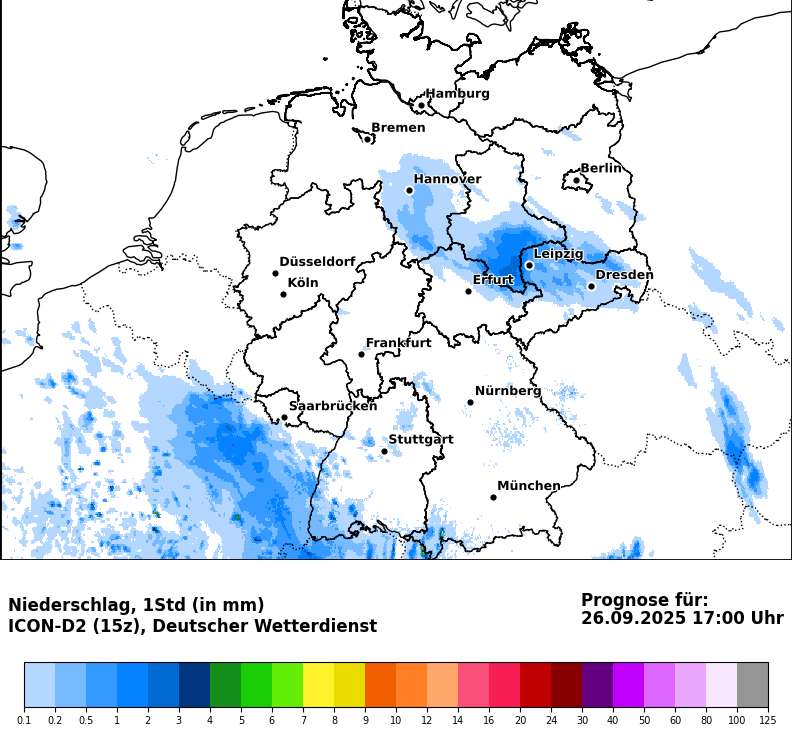 Hamburg
Bremen
Berlin
Hannover
Leipzig
Düsseldorf
Dresden
Köln
Erfurt
Frankfurt
Nürnberg
Saarbrücken
Stuttgart
München
Niederschlag, 1Std (in mm)
ICON-D2 (15z), Deutscher Wetterdienst
Prognose für:
26.09.2025 17:00 Uhr
0.1 0.2 0.5 1 2 3 4 5 6 7 8 9 10 12 14 16 20 24 30 40 50 60 80 100 125